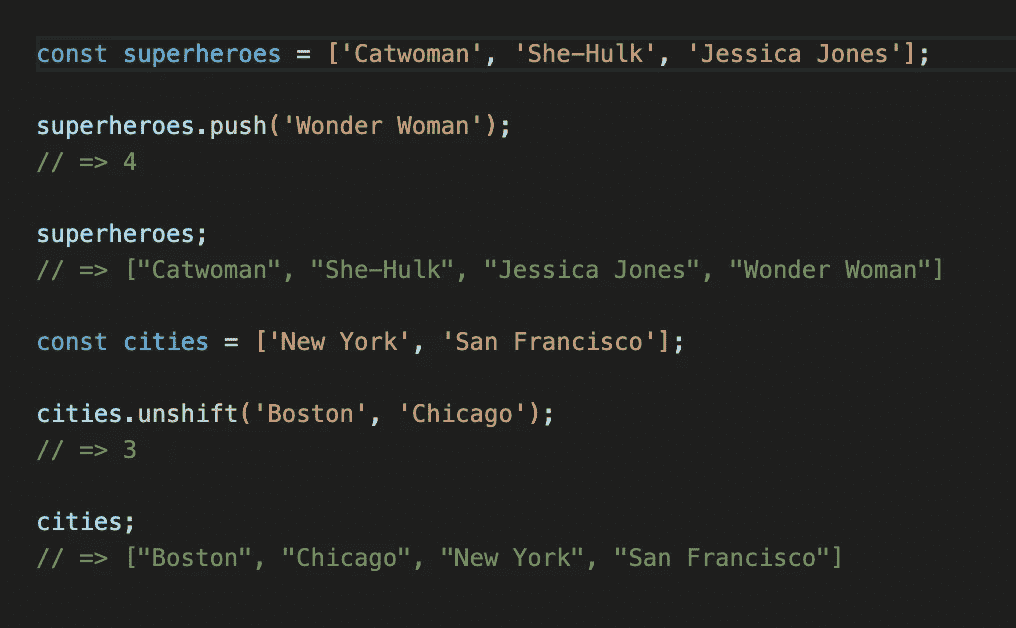 const superheroes = ['Catwoman', 'She-Hulk', 'Jessica Jones'];
superheroes.push('Wonder Woman');
// => 4
superheroes;
// => ["Catwoman", "She-Hulk", "Jessica Jones", "Wonder Woman"]
const cities = ['New York', 'San Francisco'];
cities.unshift('Boston', 'Chicago');
// => 3
cities;
// => ["Boston", "Chicago", "New York", "San Francisco"]